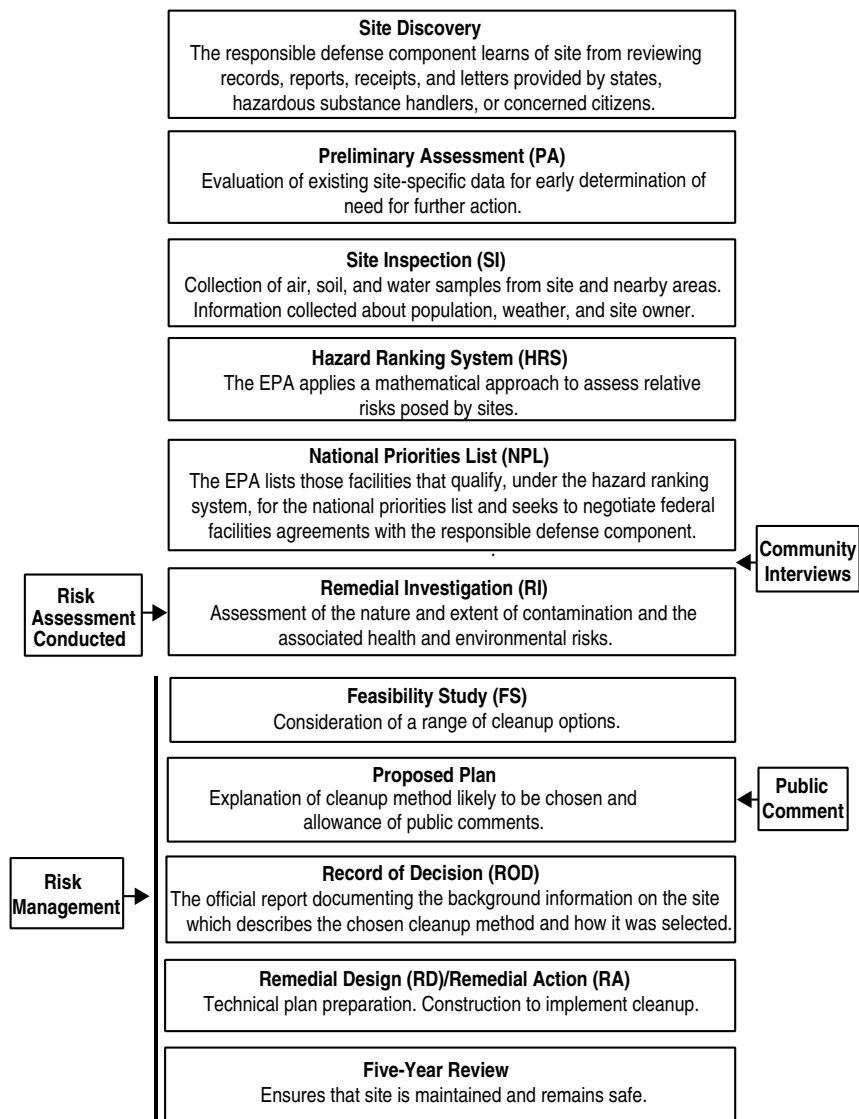 Site Discovery
The responsible defense component learns of site from reviewing
records, reports, receipts, and letters provided by states,
hazardous substance handlers, or concerned citizens.
Preliminary Assessment (PA)
Evaluation of existing site-specific data for early determination of
need for further action.
Site Inspection (SI)
Collection of air, soil, and water samples from site and nearby areas.
Information collected about population, weather, and site owner.
Hazard Ranking System (HRS)
The EPA applies a mathematical approach to assess relative
risks posed by sites.
National Priorities List (NPL)
The EPA lists those facilities that qualify, under the hazard ranking
system, for the national priorities list and seeks to negotiate federal
facilities agreements with the responsible defense component.
Community
Interviews
Risk
Assessment
Conducted
Remedial Investigation (RI)
Assessment of the nature and extent of contamination and the
associated health and environmental risks.
Feasibility Study (FS)
Consideration of a range of cleanup options.
Proposed Plan
Explanation of cleanup method likely to be chosen and
allowance of public comments.
Public
Comment
Risk
Management
Record of Decision (ROD)
The official report documenting the background information on the site
which describes the chosen cleanup method and how it was selected.
Remedial Design (RD)/Remedial Action (RA)
Technical plan preparation. Construction to implement cleanup.
Five-Year Review
Ensures that site is maintained and remains safe.